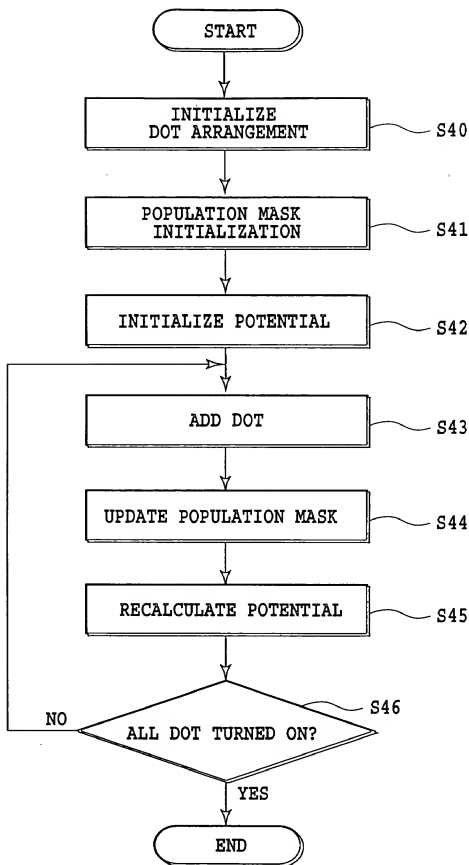 START
INITIALIZE
DOT ARRANGEMENT
S40
POPULATION MASK
INITIALIZATION
S41
INITIALIZE POTENTIAL
S42
ADD DOT
S43
UPDATE POPULATION MASK
S44
RECALCULATE POTENTIAL
S45
S46
NO
ALL DOT TURNED ON?
YES
END